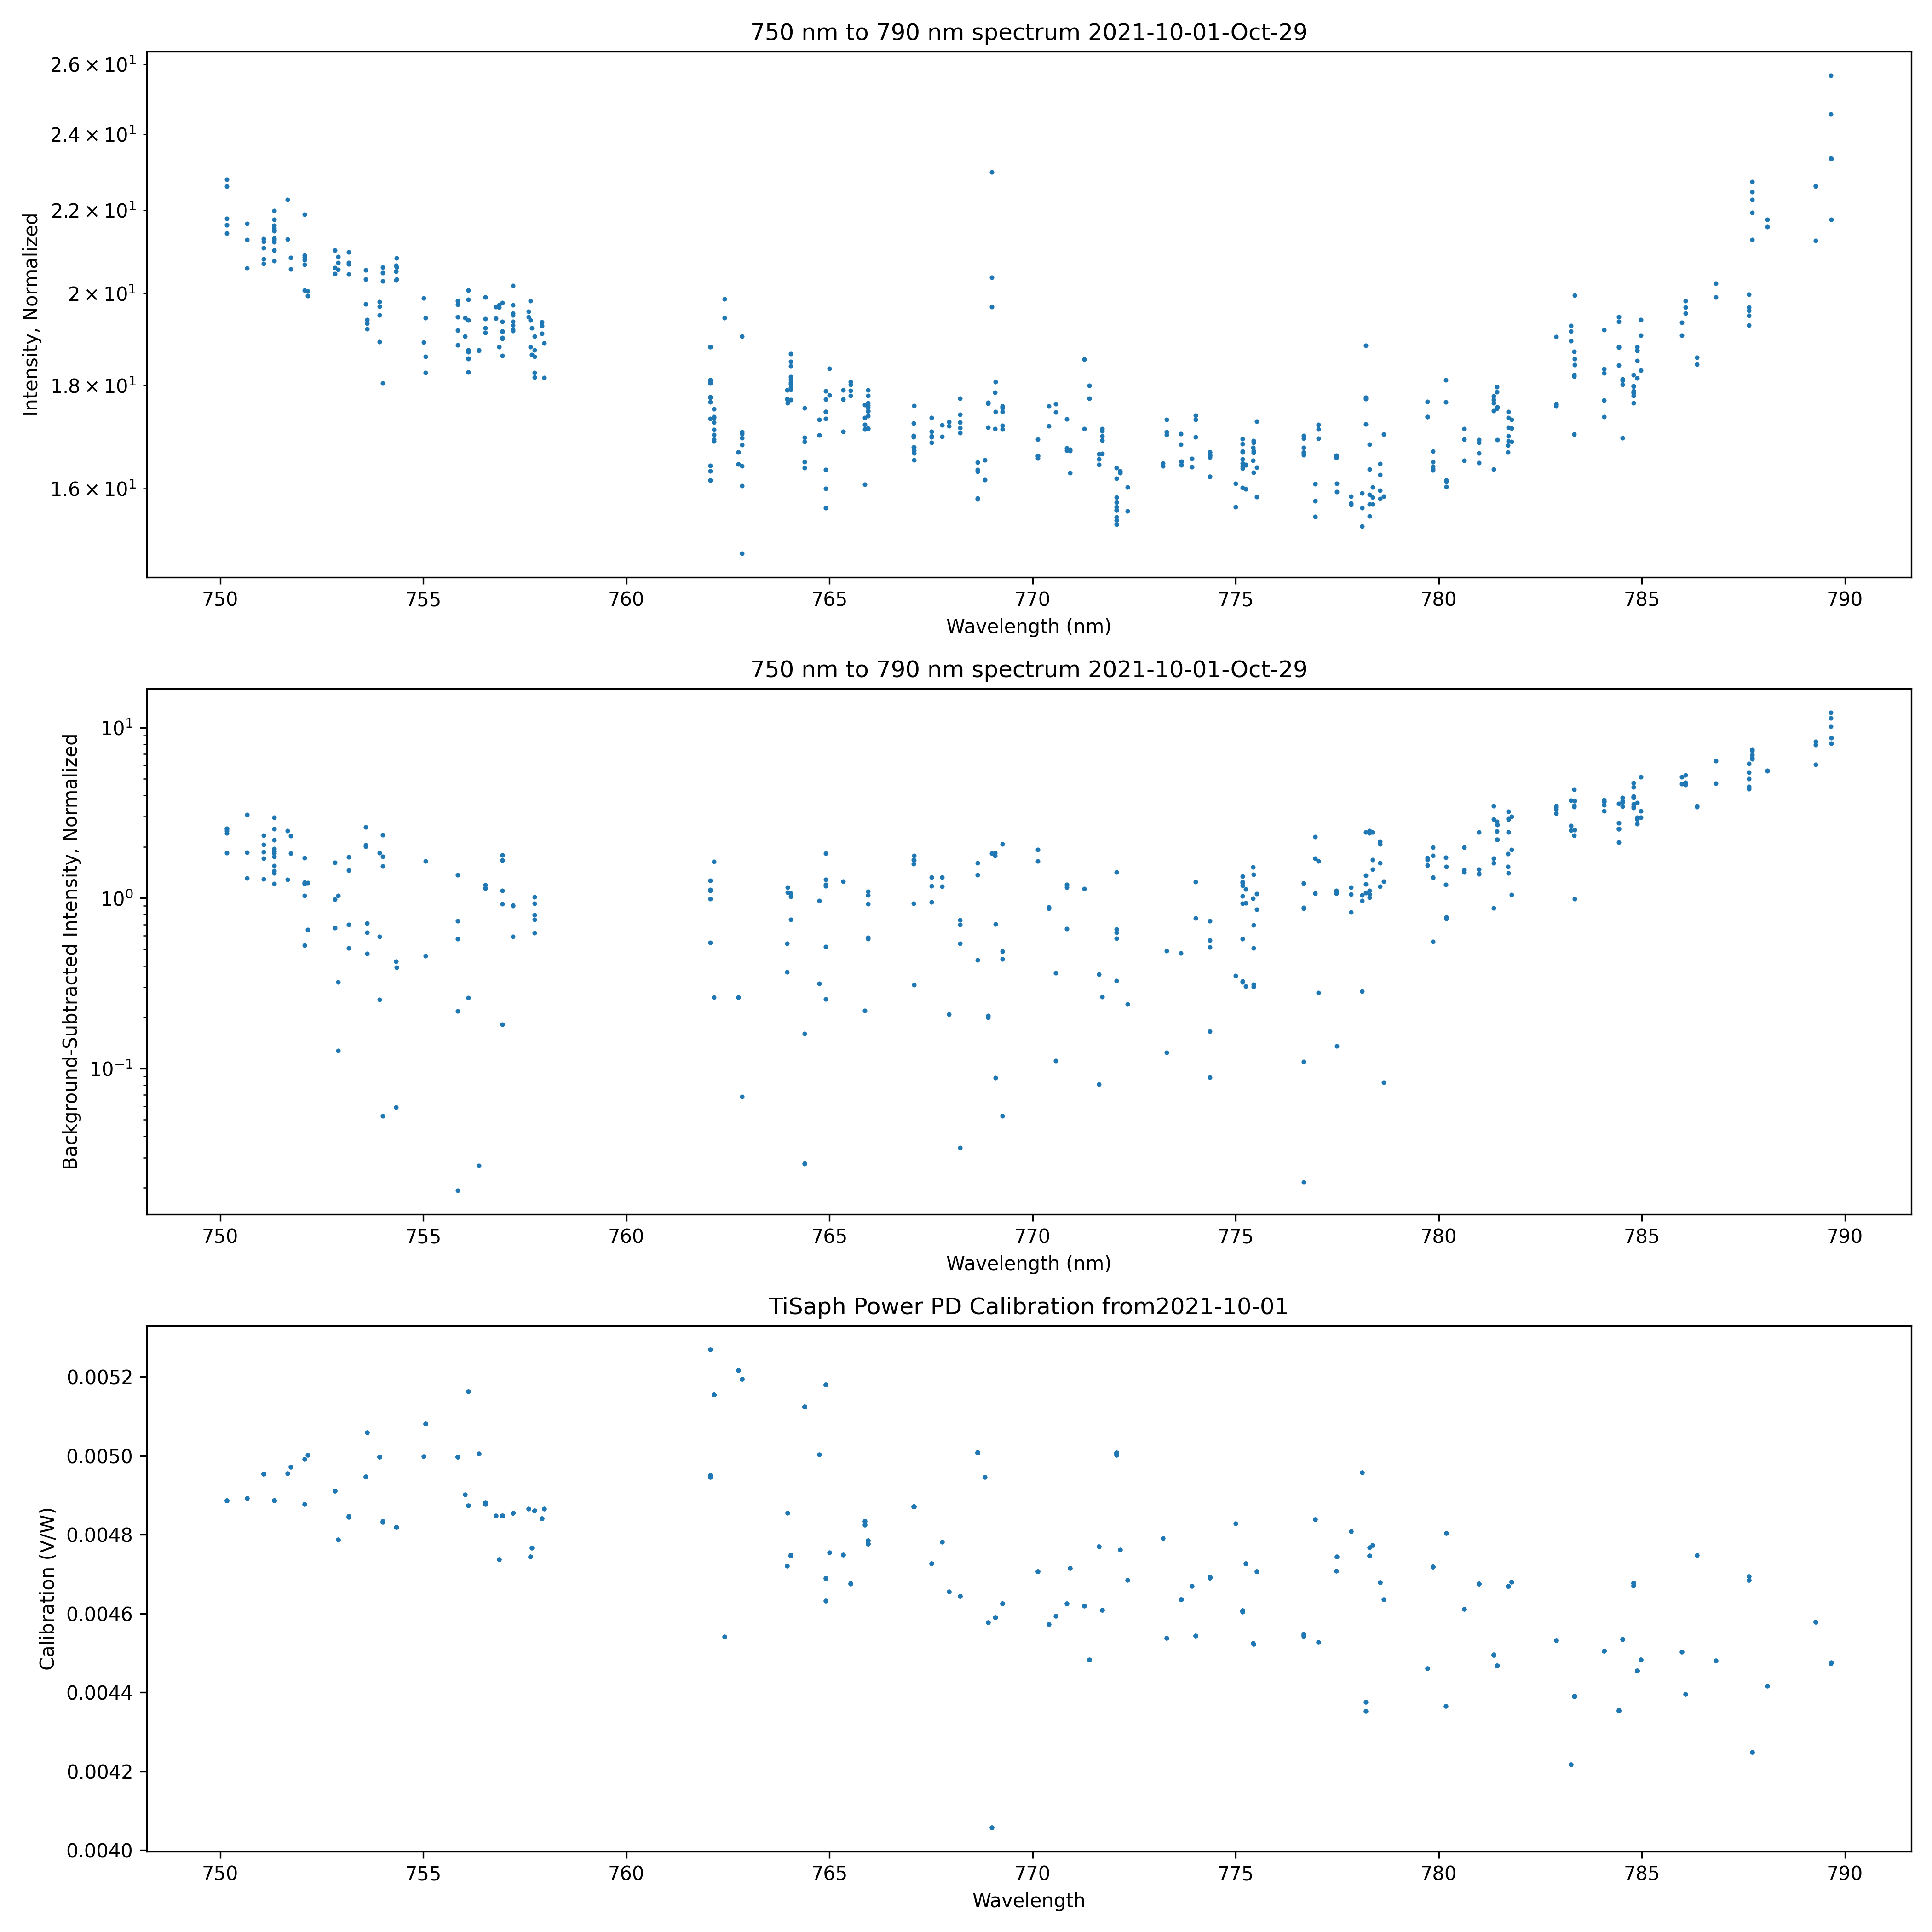 750 nm to 790 nm spectrum 2021-10-01-Oct-29
Intensity, Normalized
2.6 × 10¹
2.4 × 10¹
2.2 × 10¹
2 × 10¹
1.8 × 10¹
1.6 × 10¹
750 755 760 765 770 775 780 785 790
Wavelength (nm)
750 nm to 790 nm spectrum 2021-10-01-Oct-29
Background-Subtracted Intensity, Normalized
10¹
10⁰
10⁻¹
750 755 760 765 770 775 780 785 790
Wavelength (nm)
TiSaph Power PD Calibration from2021-10-01
Calibration (V/W)
0.0052
0.0050
0.0048
0.0046
0.0044
0.0042
0.0040
750 755 760 765 770 775 780 785 790
Wavelength